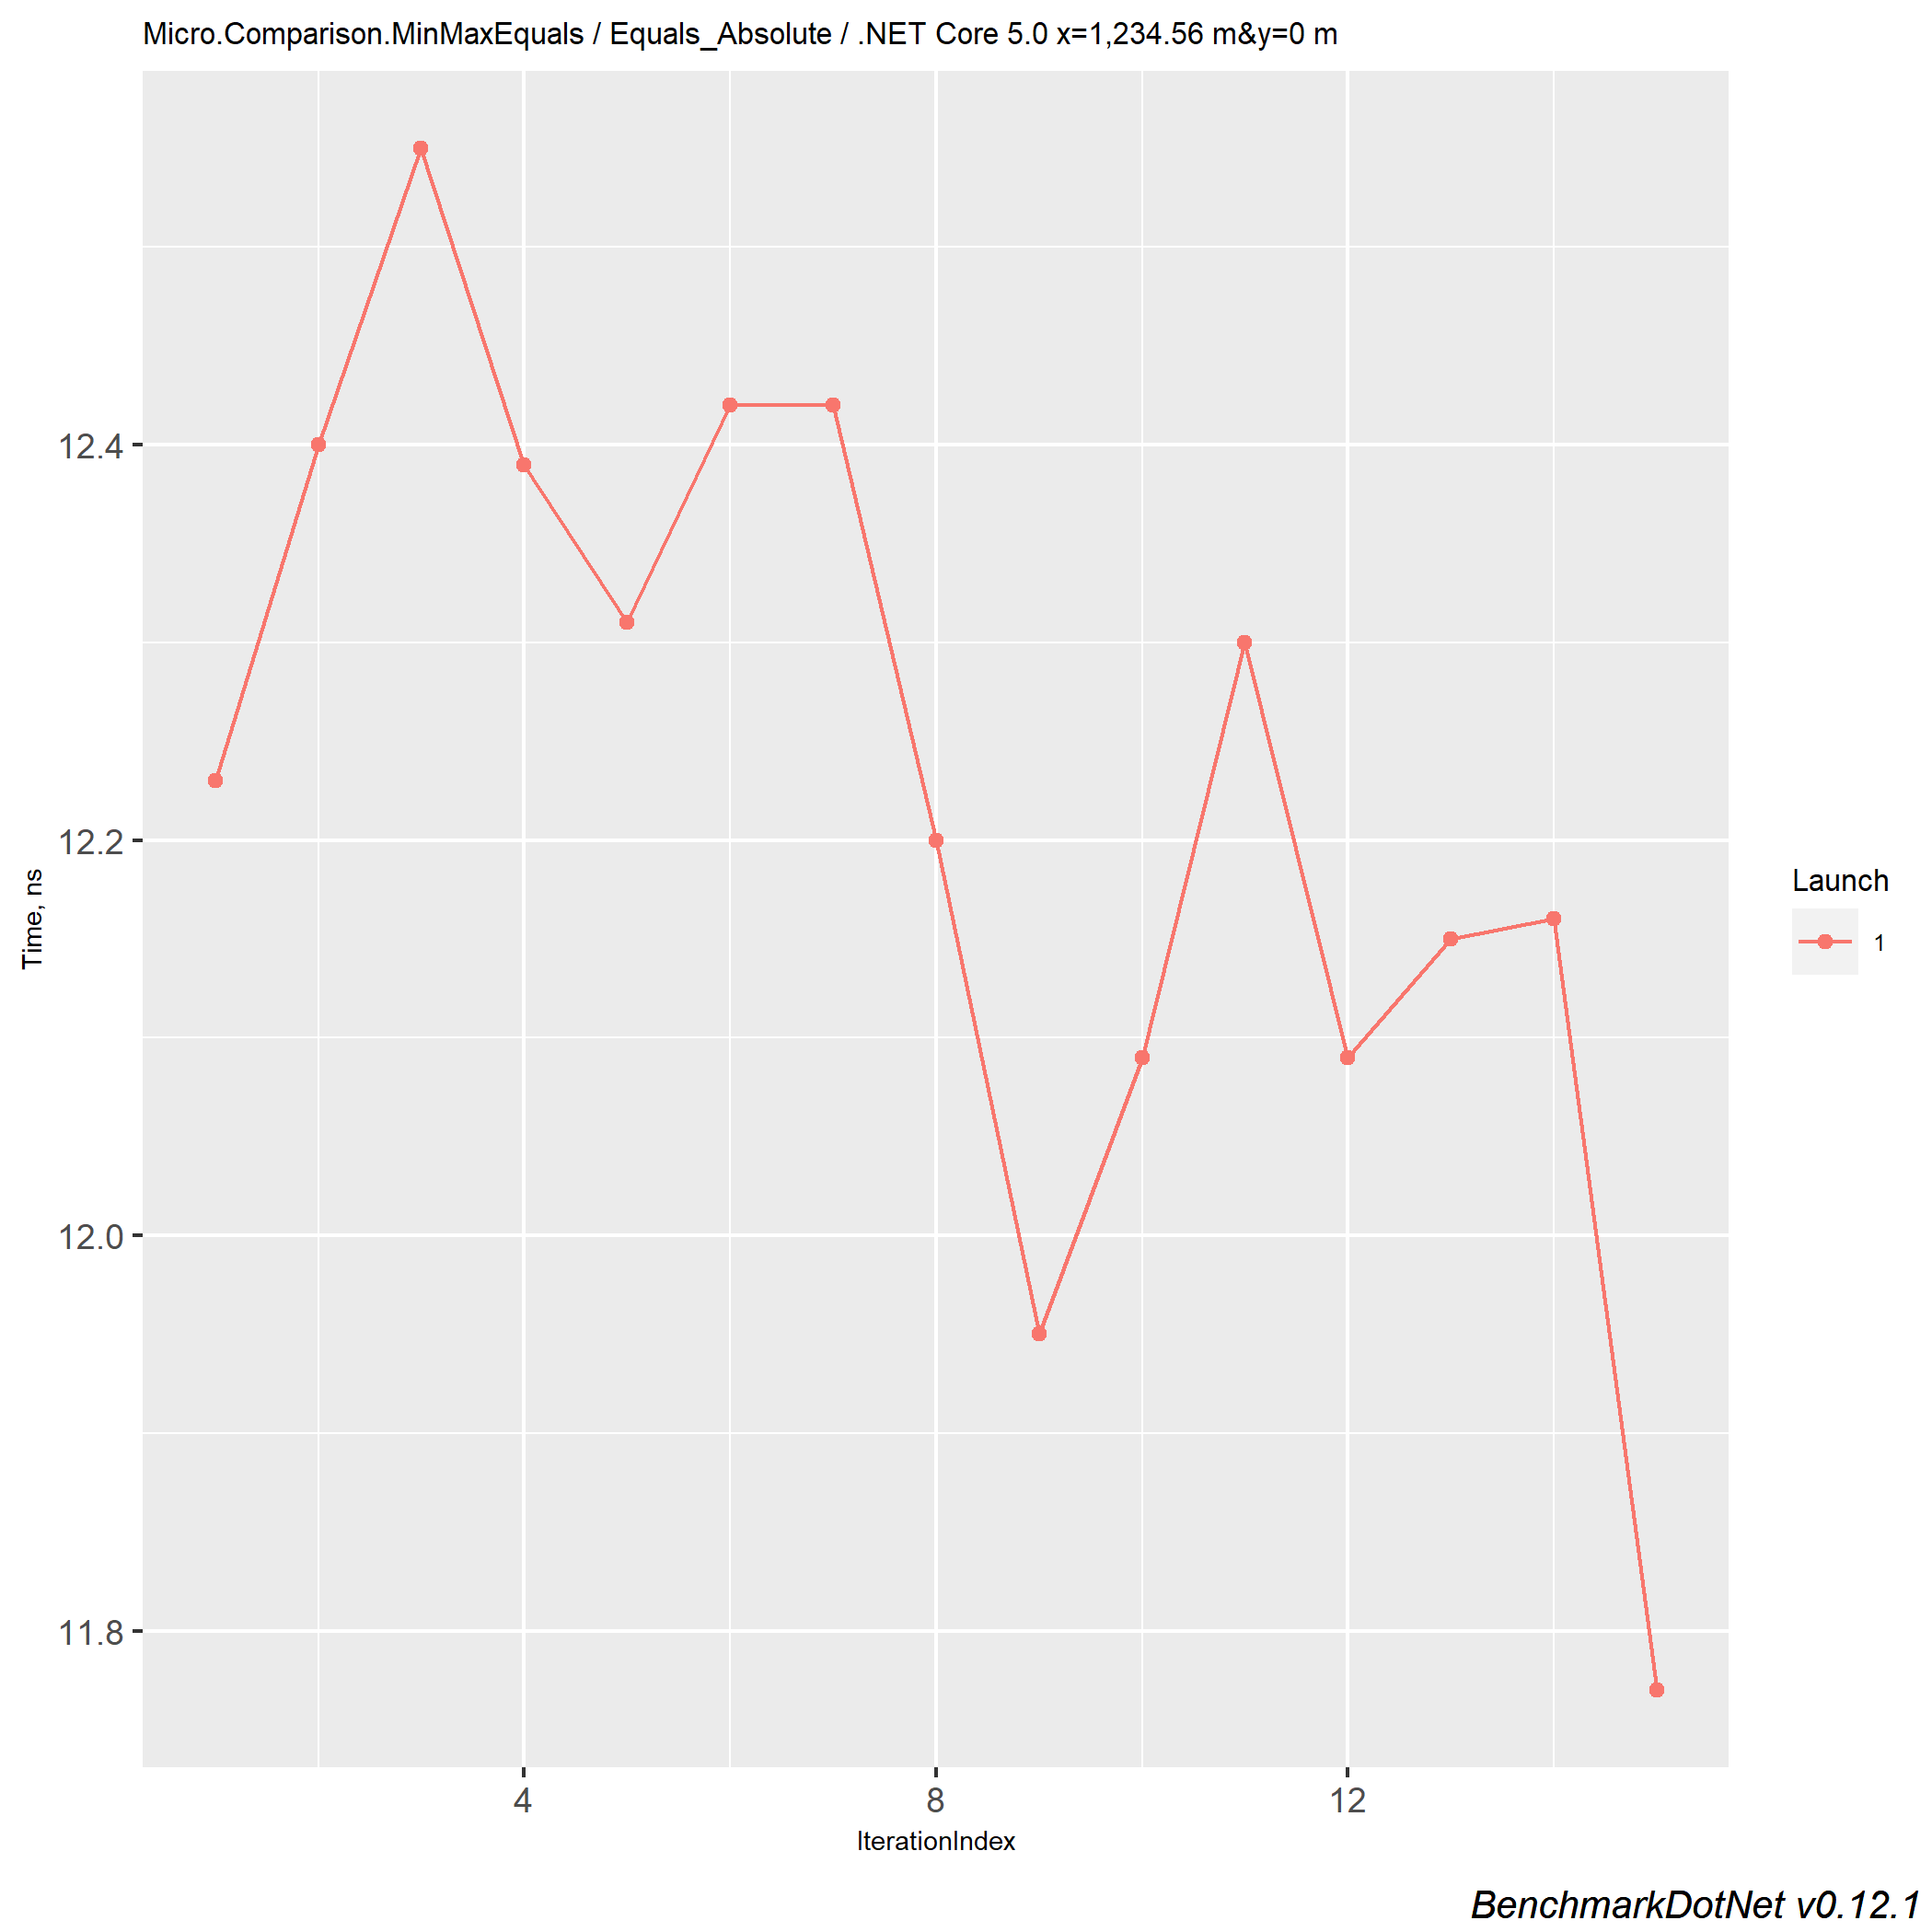 Micro.Comparison.MinMaxEquals / Equals_Absolute / .NET Core 5.0 x=1,234.56 m&y=0 m
12.4
12.2
12.0
11.8
Time, ns
4 8 12
IterationIndex
Launch
1
BenchmarkDotNet v0.12.1